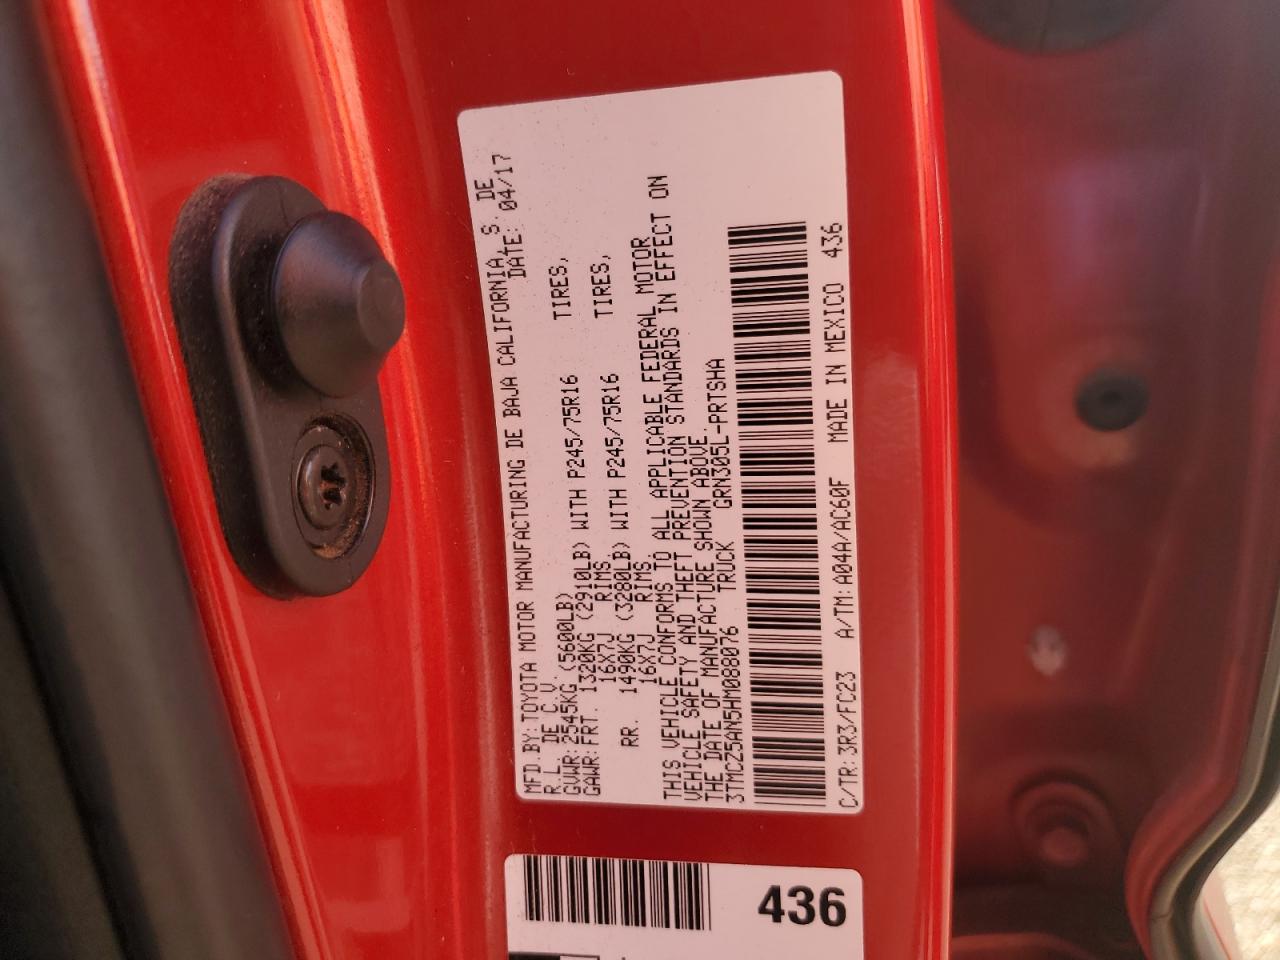 MFD.BY: TOYOTA MOTOR MANUFACTURING DE BAJA CALIFORNIA, S. DE
R.L. DE C.V. DATE: 04/17
GVWR: 2545KG (5600LB)
GAWR: FRT. 1320KG (2910LB) WITH P245/75R16 TIRES,
16X7J RIMS.
RR. 1490KG (3280LB) WITH P245/75R16 TIRES,
16X7J RIMS.
THIS VEHICLE CONFORMS TO ALL APPLICABLE FEDERAL MOTOR
VEHICLE SAFETY AND THEFT PREVENTION STANDARDS IN EFFECT ON
THE DATE OF MANUFACTURE SHOWN ABOVE.
3TMCZ5AN5HM088076 TRUCK GRN305L-PRTSHA
C/TR: 3R3/FC23 A/TM: A04A/AC60F MADE IN MEXICO 436
436